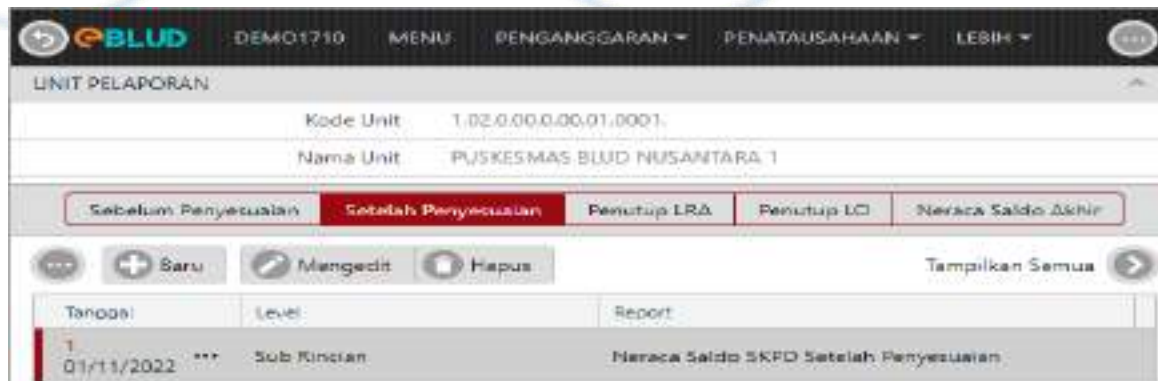 eBLUD DEMO1710 MENU PENGANGGARAN PENATAUSAHAAN LEBIH
UNIT PELAPORAN
Kode Unit 1.02.0.00.0.00.01.0001.
Nama Unit PUSKESMAS BLUD NUSANTARA 1
Sebelum Penyesuaian Setelah Penyesuaian Penutup LRA Penutup LO Neraca Saldo Akhir
Baru Mengedit Hapus Tampilkan Semua
Tanggal Level Report
1
01/11/2022 ... Sub Rincian Neraca Saldo SKPD Setelah Penyesuaian